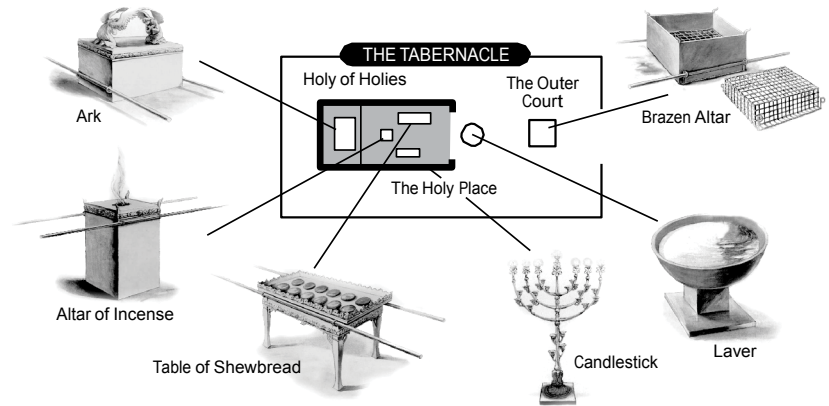 THE TABERNACLE
Holy of Holies
The Outer
Court
Ark
Brazen Altar
The Holy Place
Altar of Incense
Table of Shewbread
Candlestick
Laver